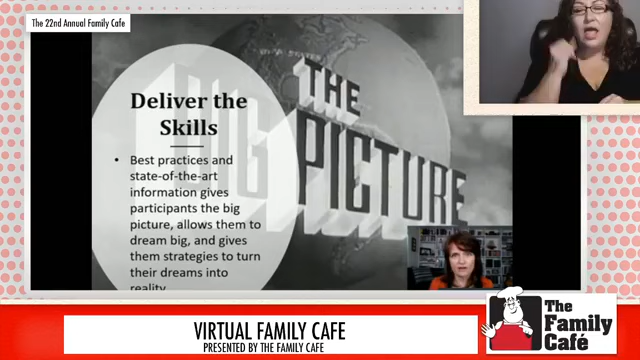 The 22nd Annual Family Cafe
Deliver the
Skills
• Best practices and
state-of-the-art
information gives
participants the big
picture, allows them to
dream big, and gives
them strategies to turn
their dreams into
reality
THE
BIG
PICTURE
VIRTUAL FAMILY CAFE
PRESENTED BY THE FAMILY CAFE
The
Family
Café